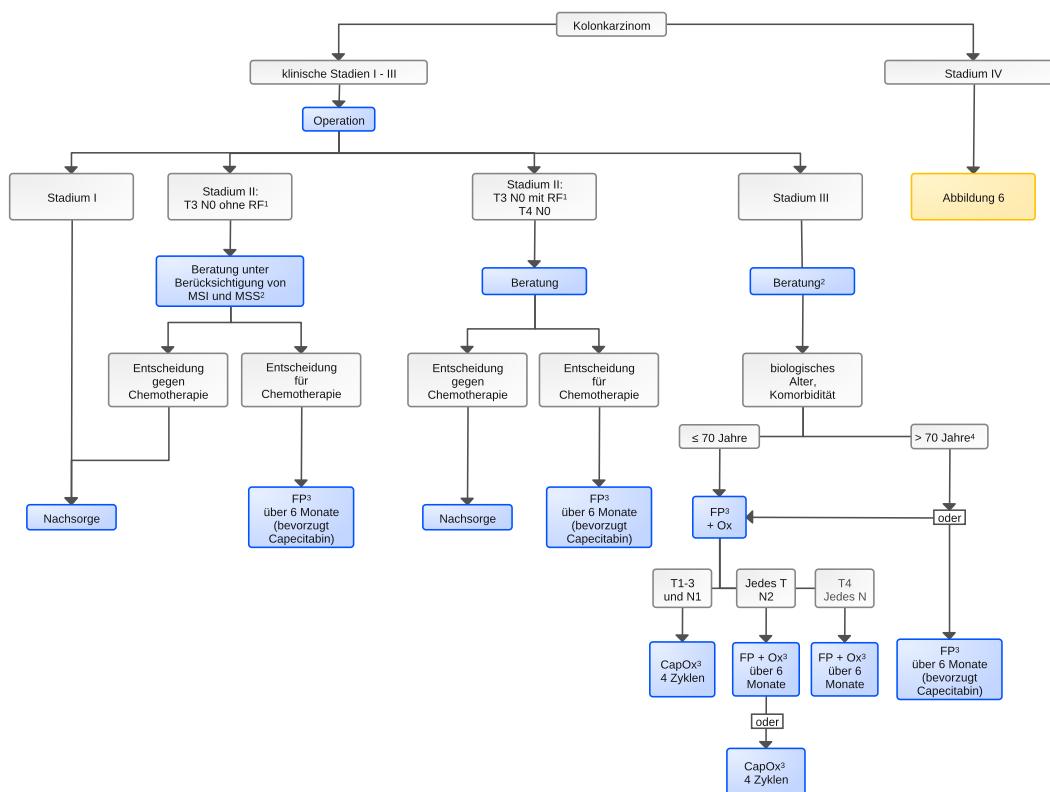 Kolonkarzinom
klinische Stadien I - III
Stadium IV
Operation
Stadium I
Stadium II:
T3 N0 ohne RF¹
Stadium II:
T3 N0 mit RF¹
T4 N0
Stadium III
Abbildung 6
Beratung unter
Berücksichtigung von
MSI und MSS²
Beratung
Beratung²
Entscheidung
gegen
Chemotherapie
Entscheidung
für
Chemotherapie
Entscheidung
gegen
Chemotherapie
Entscheidung
für
Chemotherapie
biologisches
Alter,
Komorbidität
≤ 70 Jahre
> 70 Jahre⁴
Nachsorge
FP³
über 6 Monate
(bevorzugt
Capecitabin)
Nachsorge
FP³
über 6 Monate
(bevorzugt
Capecitabin)
FP³
+ Ox
oder
T1-3
und N1
Jedes T
N2
T4
Jedes N
CapOx³
4 Zyklen
FP + Ox³
über 6
Monate
FP + Ox³
über 6
Monate
FP³
über 6 Monate
(bevorzugt
Capecitabin)
oder
CapOx³
4 Zyklen